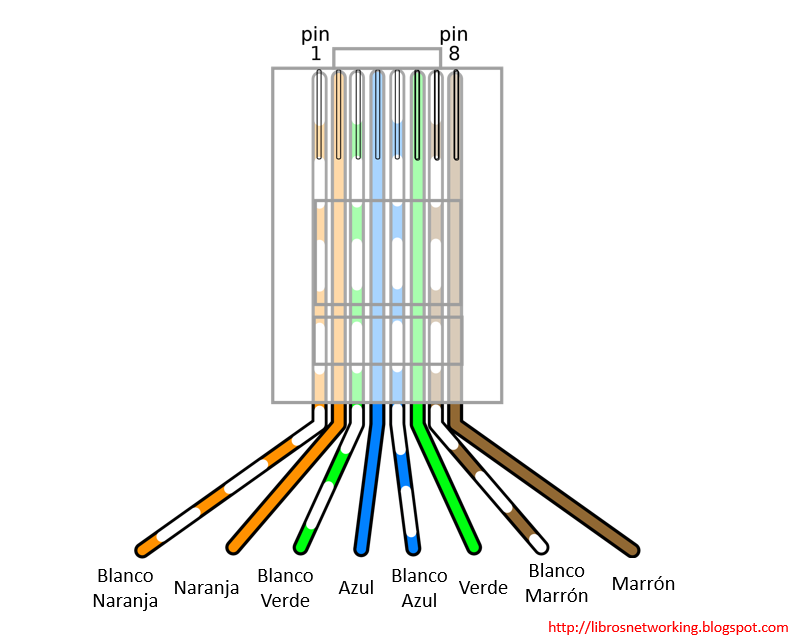 pin pin
1 8
Blanco Naranja
Naranja
Blanco Verde
Azul
Blanco Azul
Verde
Blanco Marrón
Marrón
http://librosnetworking.blogspot.com